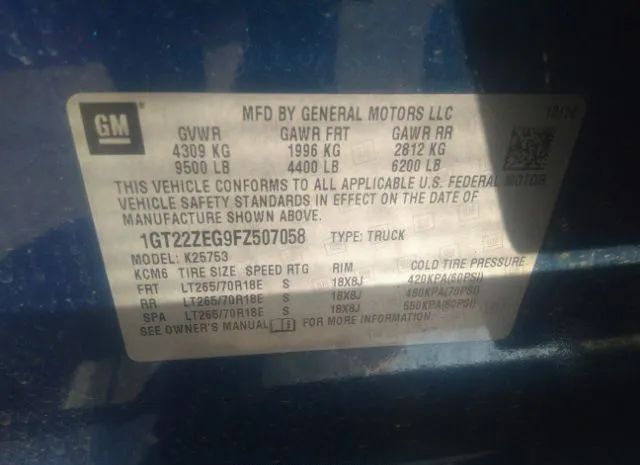 GM
MFD BY GENERAL MOTORS LLC
GVWR GAWR FRT GAWR RR
4309 KG 1996 KG 2812 KG
9500 LB 4400 LB 6200 LB
THIS VEHICLE CONFORMS TO ALL APPLICABLE U.S. FEDERAL MOTOR
VEHICLE SAFETY STANDARDS IN EFFECT ON THE DATE OF
MANUFACTURE SHOWN ABOVE.
1GT22ZEG9FZ507058 TYPE: TRUCK
MODEL: K25753
KCM6 TIRE SIZE SPEED RTG RIM COLD TIRE PRESSURE
FRT LT265/70R18E S 18X8J 420KPA(60PSI)
RR LT265/70R18E S 18X8J
SPA LT265/70R18E S 18X8J
SEE OWNER'S MANUAL FOR MORE INFORMATION.